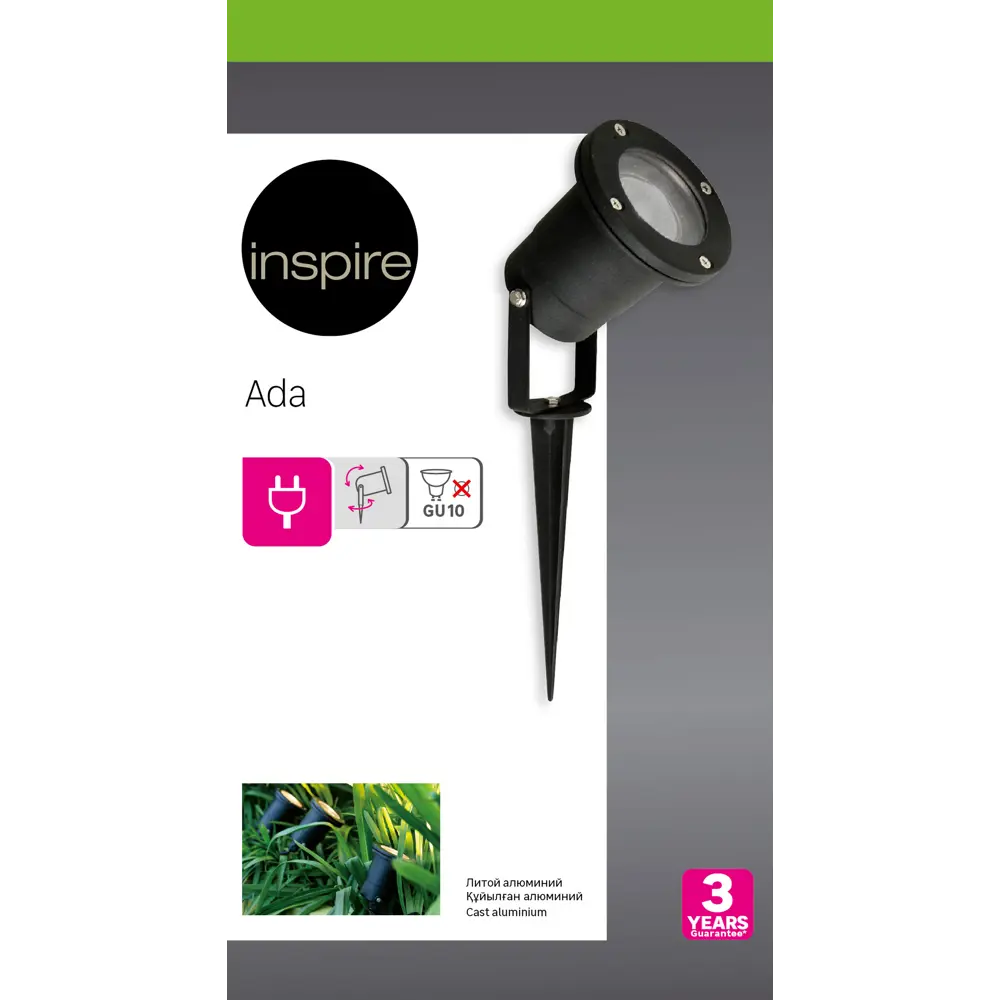 inspire
Ada
GU10
Литой алюминий
Құйылған алюминий
Cast aluminium
3
YEARS
Guarantee*